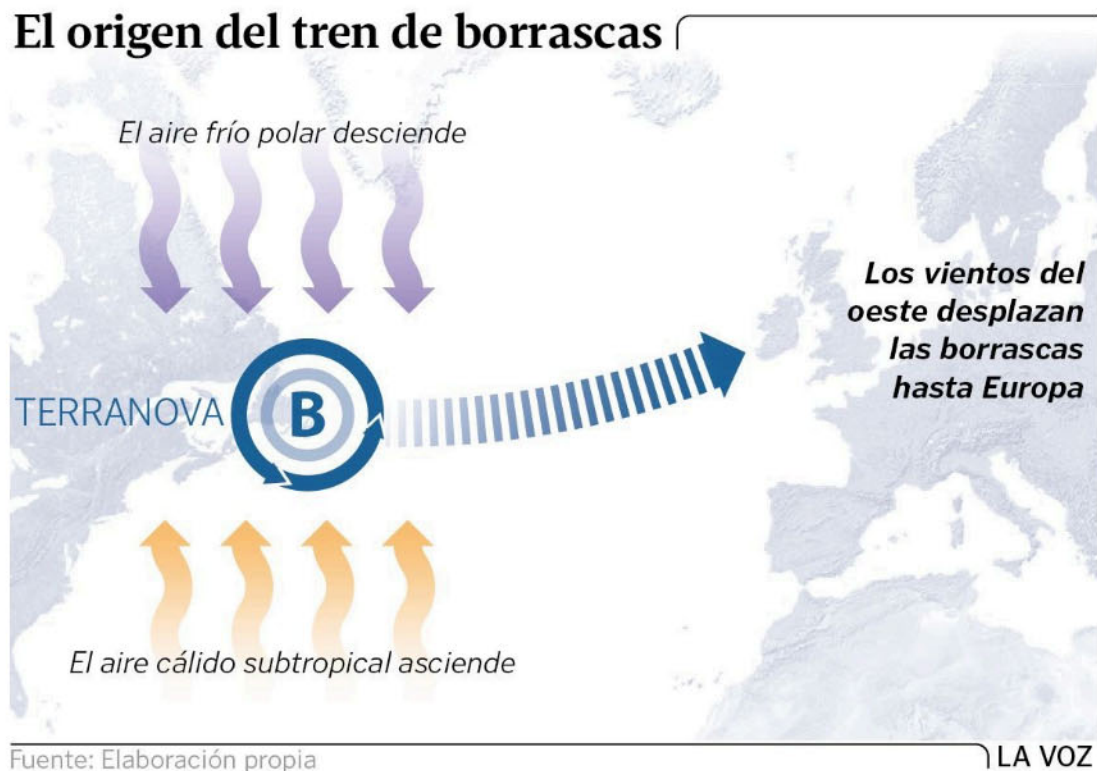 El origen del tren de borrascas
El aire frío polar desciende
Los vientos del
oeste desplazan
las borrascas
hasta Europa
TERRANOVA
B
El aire cálido subtropical asciende
Fuente: Elaboración propia
LA VOZ